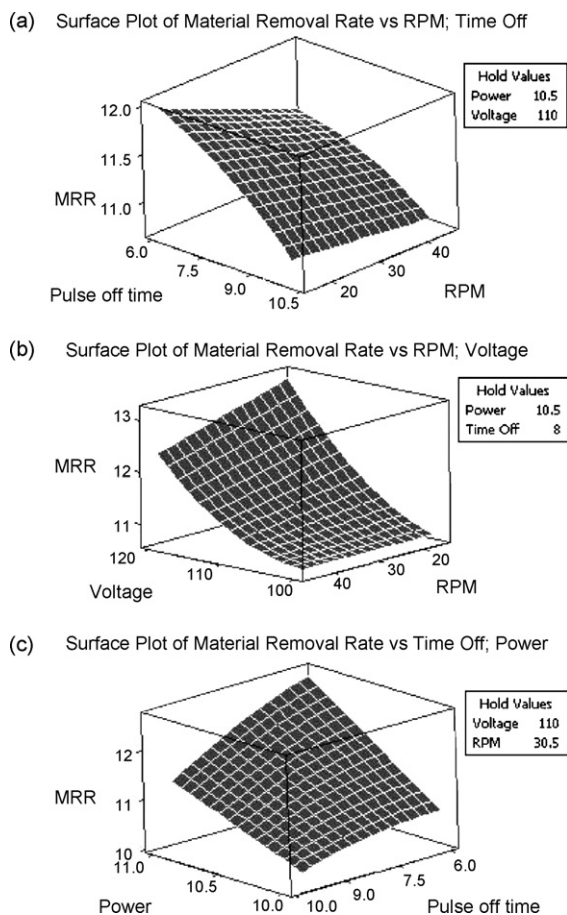 (a) Surface Plot of Material Removal Rate vs RPM; Time Off
Hold Values
Power 10.5
Voltage 110
12.0
11.5
MRR
11.0
6.0
7.5
9.0
10.5
Pulse off time
20
30
40
RPM
(b) Surface Plot of Material Removal Rate vs RPM; Voltage
Hold Values
Power 10.5
Time Off 8
13
MRR
12
11
120
110
100
Voltage
40
30
20
RPM
(c) Surface Plot of Material Removal Rate vs Time Off; Power
Hold Values
Voltage 110
RPM 30.5
12
MRR
11
10
11.0
10.5
10.0
Power
10.0
9.0
7.5
6.0
Pulse off time